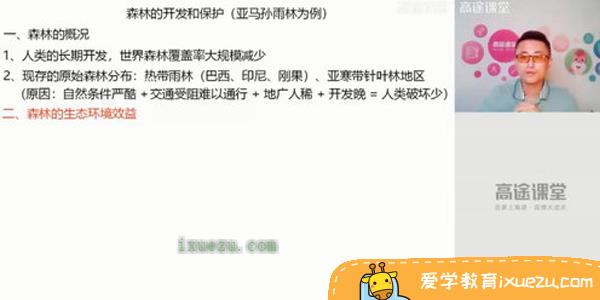 森林的开发和保护（亚马孙雨林为例）
高途课堂
一、森林的概况
1、人类的长期开发，世界森林覆盖率大规模减少
2、现存的原始森林分布：热带雨林（巴西、印尼、刚果）、亚寒带针叶林地区
（原因：自然条件严酷 + 交通受阻难以通行 + 地广人稀 + 开发晚 = 人类破坏少）
二、森林的生态环境效益
高途课堂
ixuezu.com
爱学教育ixuezu.com